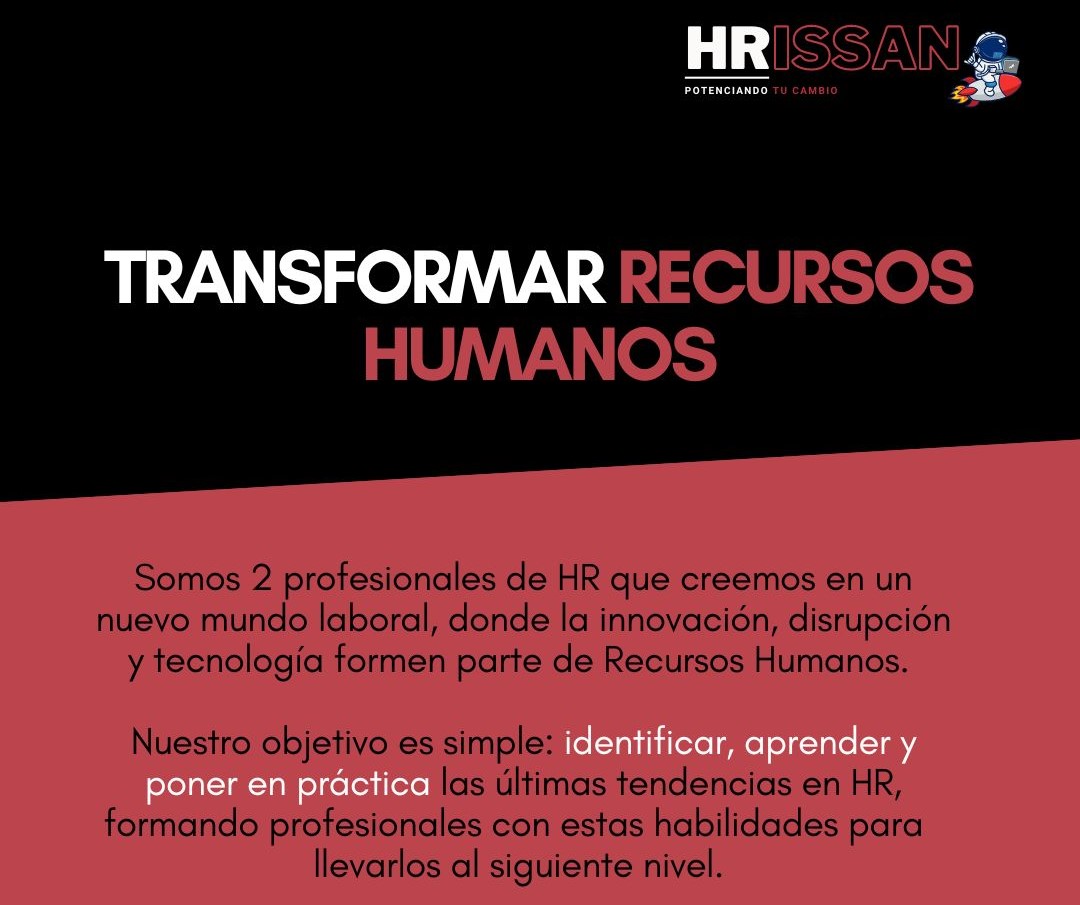 HRISSAN
POTENCIANDO TU CAMBIO
TRANSFORMAR RECURSOS
HUMANOS
Somos 2 profesionales de HR que creemos en un
nuevo mundo laboral, donde la innovación, disrupción
y tecnología formen parte de Recursos Humanos.
Nuestro objetivo es simple: identificar, aprender y
poner en práctica las últimas tendencias en HR,
formando profesionales con estas habilidades para
llevarlos al siguiente nivel.